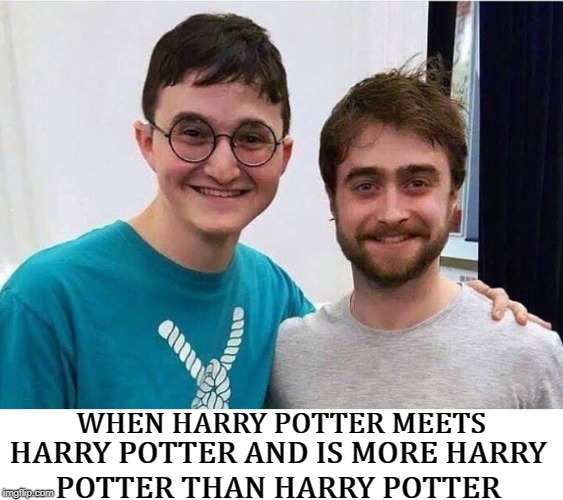 WHEN HARRY POTTER MEETS
HARRY POTTER AND IS MORE HARRY
POTTER THAN HARRY POTTER
imgflip.com